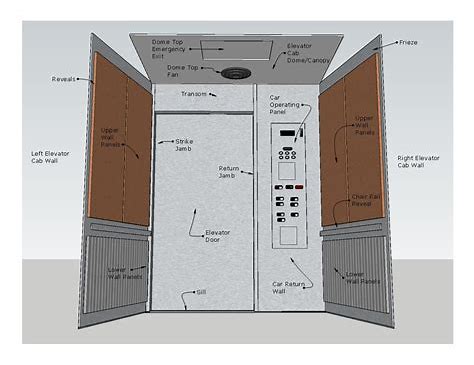 Dome Top
Emergency
Exit
Elevator
Cab
Dome/Canopy
Frieze
Dome Top
Fan
Reveals
Transom
Car
Operating
Panel
Upper
Wall
Panels
Strike
Jamb
Upper
Wall
Panels
Left Elevator
Cab Wall
Return
Jamb
Right Elevator
Cab Wall
Chair Rail
Reveal
Elevator
Door
Lower
Wall Panels
Lower
Wall Panels
Car Return
Wall
Sill